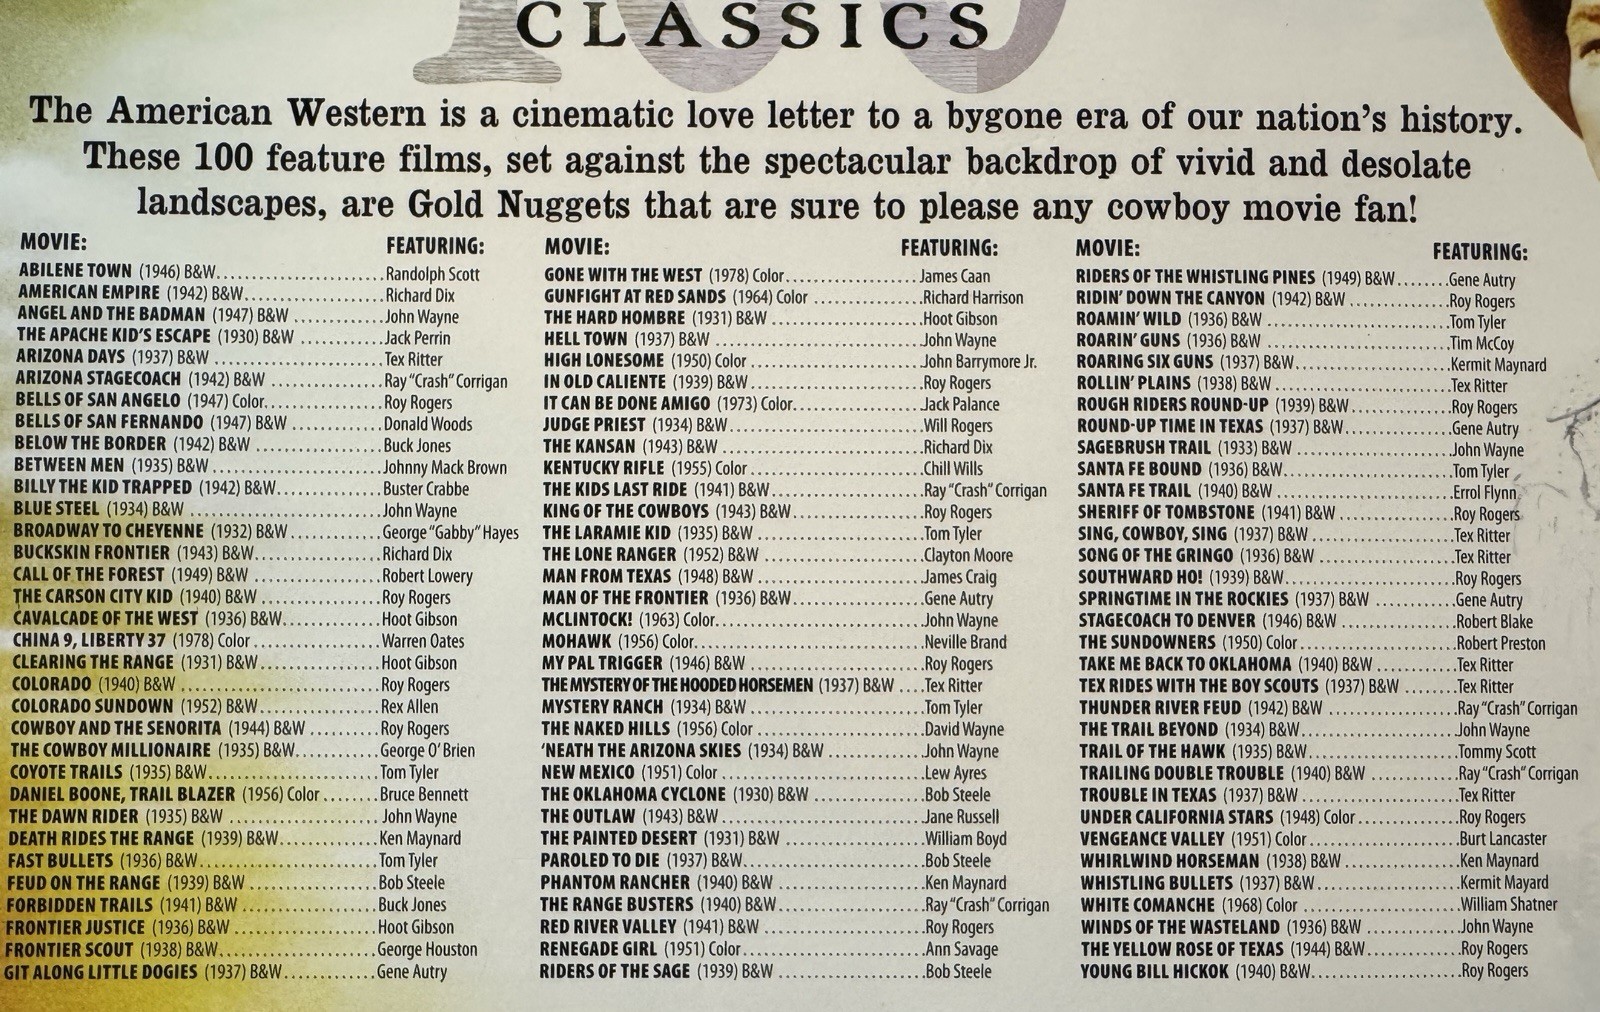 100
CLASSICS
The American Western is a cinematic love letter to a bygone era of our nation's history.
These 100 feature films, set against the spectacular backdrop of vivid and desolate
landscapes, are Gold Nuggets that are sure to please any cowboy movie fan!
MOVIE: FEATURING:
ABILENE TOWN (1946) B&W........................Randolph Scott
AMERICAN EMPIRE (1942) B&W....................Richard Dix
ANGEL AND THE BADMAN (1947) B&W .............John Wayne
THE APACHE KID'S ESCAPE (1930) B&W ............Jack Perrin
ARIZONA DAYS (1937) B&W ........................Tex Ritter
ARIZONA STAGECOACH (1942) B&W ................Ray "Crash" Corrigan
BELLS OF SAN ANGELO (1947) Color.................Roy Rogers
BELLS OF SAN FERNANDO (1947) B&W .............Donald Woods
BELOW THE BORDER (1942) B&W ...................Buck Jones
BETWEEN MEN (1935) B&W ........................Johnny Mack Brown
BILLY THE KID TRAPPED (1942) B&W...............Buster Crabbe
BLUE STEEL (1934) B&W ............................John Wayne
BROADWAY TO CHEYENNE (1932) B&W..............George "Gabby" Hayes
BUCKSKIN FRONTIER (1943) B&W...................Richard Dix
CALL OF THE FOREST (1949) B&W ..................Robert Lowery
THE CARSON CITY KID (1940) B&W .................Roy Rogers
CAVALCADE OF THE WEST (1936) B&W..............Hoot Gibson
CHINA 9, LIBERTY 37 (1978) Color ...................Warren Oates
CLEARING THE RANGE (1931) B&W.................Hoot Gibson
COLORADO (1940) B&W ............................Roy Rogers
COLORADO SUNDOWN (1952) B&W .................Rex Allen
COWBOY AND THE SENORITA (1944) B&W ..........Roy Rogers
THE COWBOY MILLIONAIRE (1935) B&W............George O' Brien
COYOTE TRAILS (1935) B&W........................Tom Tyler
DANIEL BOONE, TRAIL BLAZER (1956) Color ........Bruce Bennett
THE DAWN RIDER (1935) B&W .....................John Wayne
DEATH RIDES THE RANGE (1939) B&W..............Ken Maynard
FAST BULLETS (1936) B&W..........................Tom Tyler
FEUD ON THE RANGE (1939) B&W ..................Bob Steele
FORBIDDEN TRAILS (1941) B&W ...................Buck Jones
FRONTIER JUSTICE (1936) B&W ....................Hoot Gibson
FRONTIER SCOUT (1938) B&W.......................George Houston
GIT ALONG LITTLE DOGIES (1937) B&W.............Gene Autry
MOVIE: FEATURING:
GONE WITH THE WEST (1978) Color....................James Caan
GUNFIGHT AT RED SANDS (1964) Color ................Richard Harrison
THE HARD HOMBRE (1931) B&W .......................Hoot Gibson
HELL TOWN (1937) B&W ..............................John Wayne
HIGH LONESOME (1950) Color .........................John Barrymore Jr.
IN OLD CALIENTE (1939) B&W..........................Roy Rogers
IT CAN BE DONE AMIGO (1973) Color...................Jack Palance
JUDGE PRIEST (1934) B&W .............................Will Rogers
THE KANSAN (1943) B&W ..............................Richard Dix
KENTUCKY RIFLE (1955) Color ..........................Chill Wills
THE KIDS LAST RIDE (1941) B&W.......................Ray "Crash" Corrigan
KING OF THE COWBOYS (1943) B&W ...................Roy Rogers
THE LARAMIE KID (1935) B&W .........................Tom Tyler
THE LONE RANGER (1952) B&W ........................Clayton Moore
MAN FROM TEXAS (1948) B&W .........................James Craig
MAN OF THE FRONTIER (1936) B&W....................Gene Autry
MCLINTOCK! (1963) Color...............................John Wayne
MOHAWK (1956) Color..................................Neville Brand
MY PAL TRIGGER (1946) B&W ..........................Roy Rogers
THE MYSTERY OF THE HOODED HORSEMEN (1937) B&W ....Tex Ritter
MYSTERY RANCH (1934) B&W ..........................Tom Tyler
THE NAKED HILLS (1956) Color .........................David Wayne
'NEATH THE ARIZONA SKIES (1934) B&W ..............John Wayne
NEW MEXICO (1951) Color ..............................Lew Ayres
THE OKLAHOMA CYCLONE (1930) B&W ................Bob Steele
THE OUTLAW (1943) B&W .............................Jane Russell
THE PAINTED DESERT (1931) B&W .....................William Boyd
PAROLED TO DIE (1937) B&W...........................Bob Steele
PHANTOM RANCHER (1940) B&W ......................Ken Maynard
THE RANGE BUSTERS (1940) B&W .....................Ray "Crash" Corrigan
RED RIVER VALLEY (1941) B&W .......................Roy Rogers
RENEGADE GIRL (1951) Color...........................Ann Savage
RIDERS OF THE SAGE (1939) B&W ......................Bob Steele
MOVIE: FEATURING:
RIDERS OF THE WHISTLING PINES (1949) B&W........Gene Autry
RIDIN' DOWN THE CANYON (1942) B&W ..............Roy Rogers
ROAMIN' WILD (1936) B&W ..........................Tom Tyler
ROARIN' GUNS (1936) B&W ..........................Tim McCoy
ROARING SIX GUNS (1937) B&W......................Kermit Maynard
ROLLIN' PLAINS (1938) B&W .........................Tex Ritter
ROUGH RIDERS ROUND-UP (1939) B&W..............Roy Rogers
ROUND-UP TIME IN TEXAS (1937) B&W...............Gene Autry
SAGEBRUSH TRAIL (1933) B&W......................John Wayne
SANTA FE BOUND (1936) B&W........................Tom Tyler
SANTA FE TRAIL (1940) B&W .........................Errol Flynn
SHERIFF OF TOMBSTONE (1941) B&W ................Roy Rogers
SING, COWBOY, SING (1937) B&W ....................Tex Ritter
SONG OF THE GRINGO (1936) B&W ...................Tex Ritter
SOUTHWARD HO! (1939) B&W........................Roy Rogers
SPRINGTIME IN THE ROCKIES (1937) B&W ...........Gene Autry
STAGECOACH TO DENVER (1946) B&W ................Robert Blake
THE SUNDOWNERS (1950) Color ......................Robert Preston
TAKE ME BACK TO OKLAHOMA (1940) B&W ...........Tex Ritter
TEX RIDES WITH THE BOY SCOUTS (1937) B&W .......Tex Ritter
THUNDER RIVER FEUD (1942) B&W ..................Ray "Crash" Corrigan
THE TRAIL BEYOND (1934) B&W .....................John Wayne
TRAIL OF THE HAWK (1935) B&W.....................Tommy Scott
TRAILING DOUBLE TROUBLE (1940) B&W ............Ray "Crash" Corrigan
TROUBLE IN TEXAS (1937) B&W ......................Tex Ritter
UNDER CALIFORNIA STARS (1948) Color ..............Roy Rogers
VENGEANCE VALLEY (1951) Color.....................Burt Lancaster
WHIRLWIND HORSEMAN (1938) B&W ................Ken Maynard
WHISTLING BULLETS (1937) B&W....................Kermit Mayard
WHITE COMANCHE (1968) Color ......................William Shatner
WINDS OF THE WASTELAND (1936) B&W.............John Wayne
THE YELLOW ROSE OF TEXAS (1944) B&W ............Roy Rogers
YOUNG BILL HICKOK (1940) B&W.....................Roy Rogers